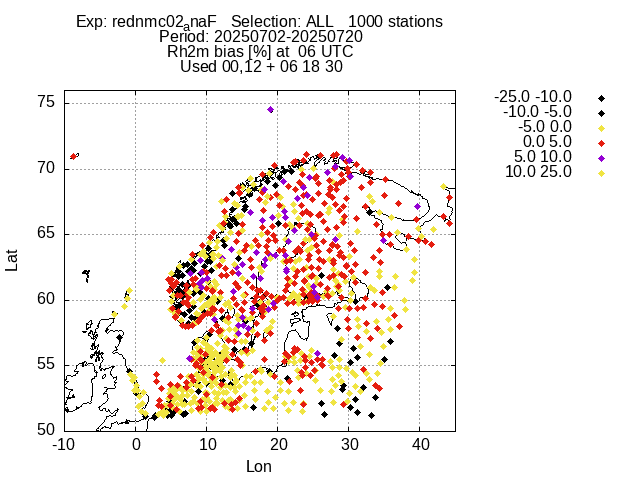 Exp: rednmc02anaF   Selection: ALL   1000 stations
Period: 20250702-20250720
Rh2m bias [%] at  06 UTC
Used 00,12 + 06 18 30
-25.0 -10.0
-10.0 -5.0
-5.0 0.0
0.0 5.0
5.0 10.0
10.0 25.0
75
70
65
60
55
50
Lat
-10 0 10 20 30 40
Lon